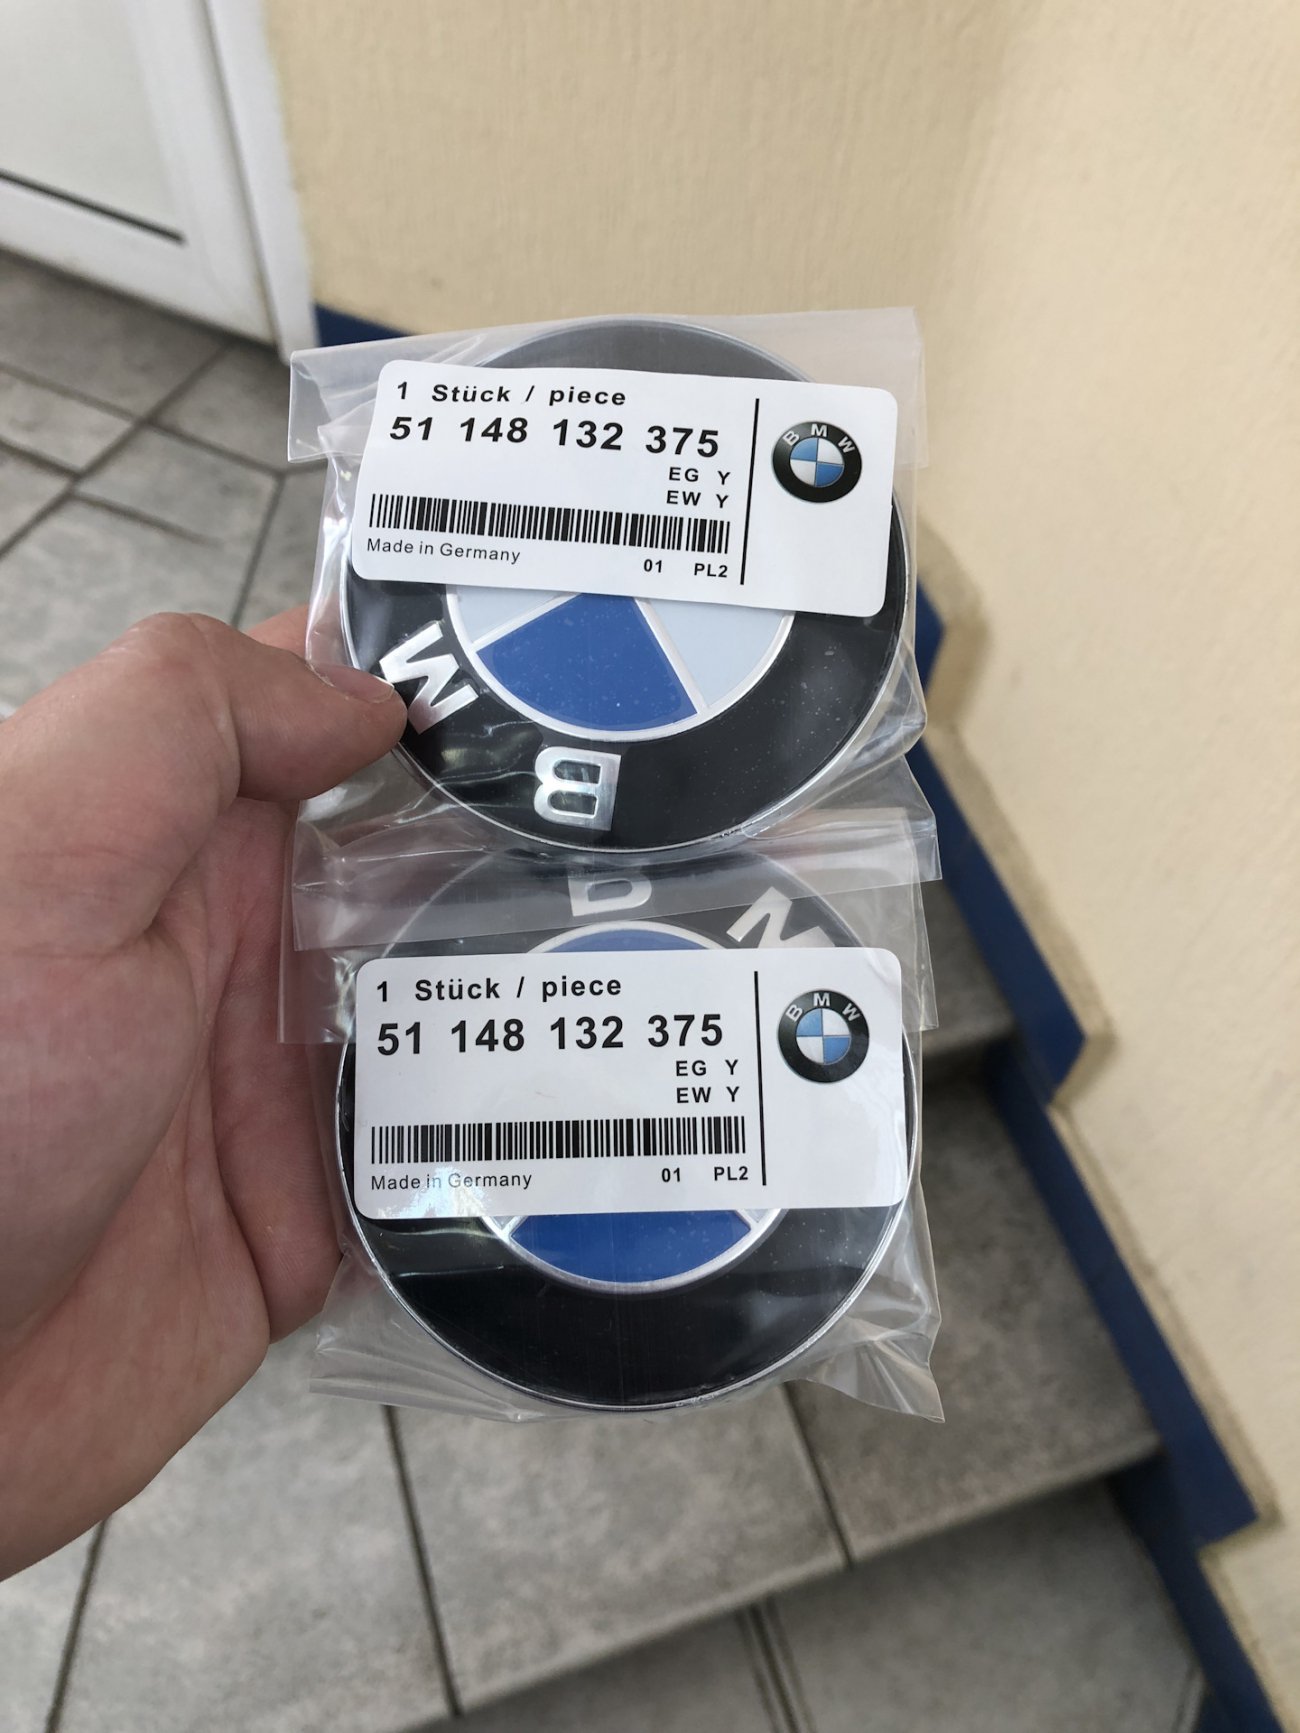 1 Stück / piece
51 148 132 375
EG Y
EW Y
Made in Germany
01 PL2
BMW
M
B
B M
1 Stück / piece
51 148 132 375
EG Y
EW Y
Made in Germany
01 PL2
BMW